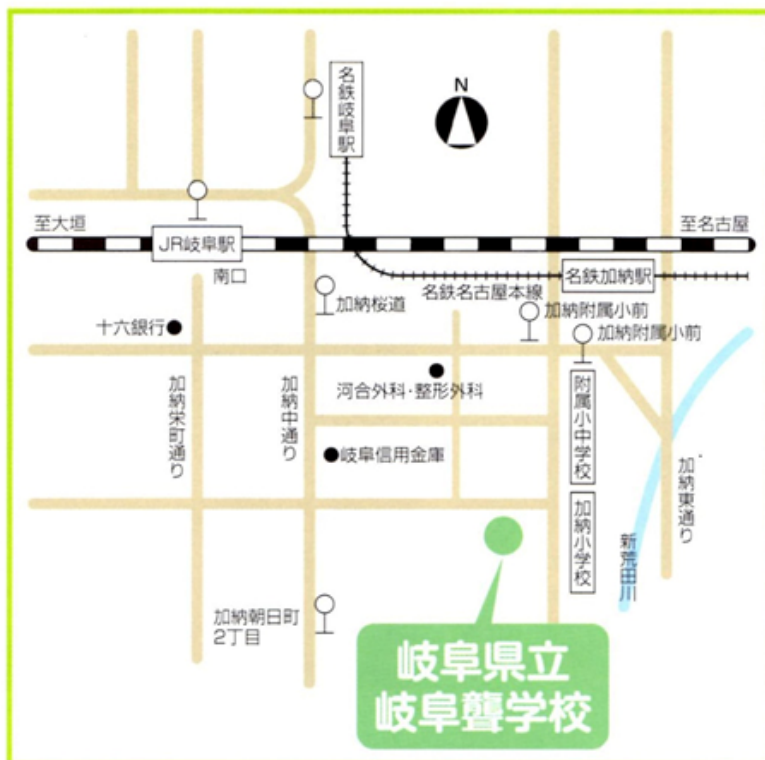 名鉄岐阜駅
N
至大垣
至名古屋
JR岐阜駅
南口
名鉄加納駅
名鉄名古屋本線
加納桜道
加納附属小前
加納附属小前
十六銀行
河合外科・整形外科
附属小中学校
加納栄町通り
加納中通り
岐阜信用金庫
加納東通り
加納小学校
新荒田川
加納朝日町
2丁目
岐阜県立
岐阜聾学校